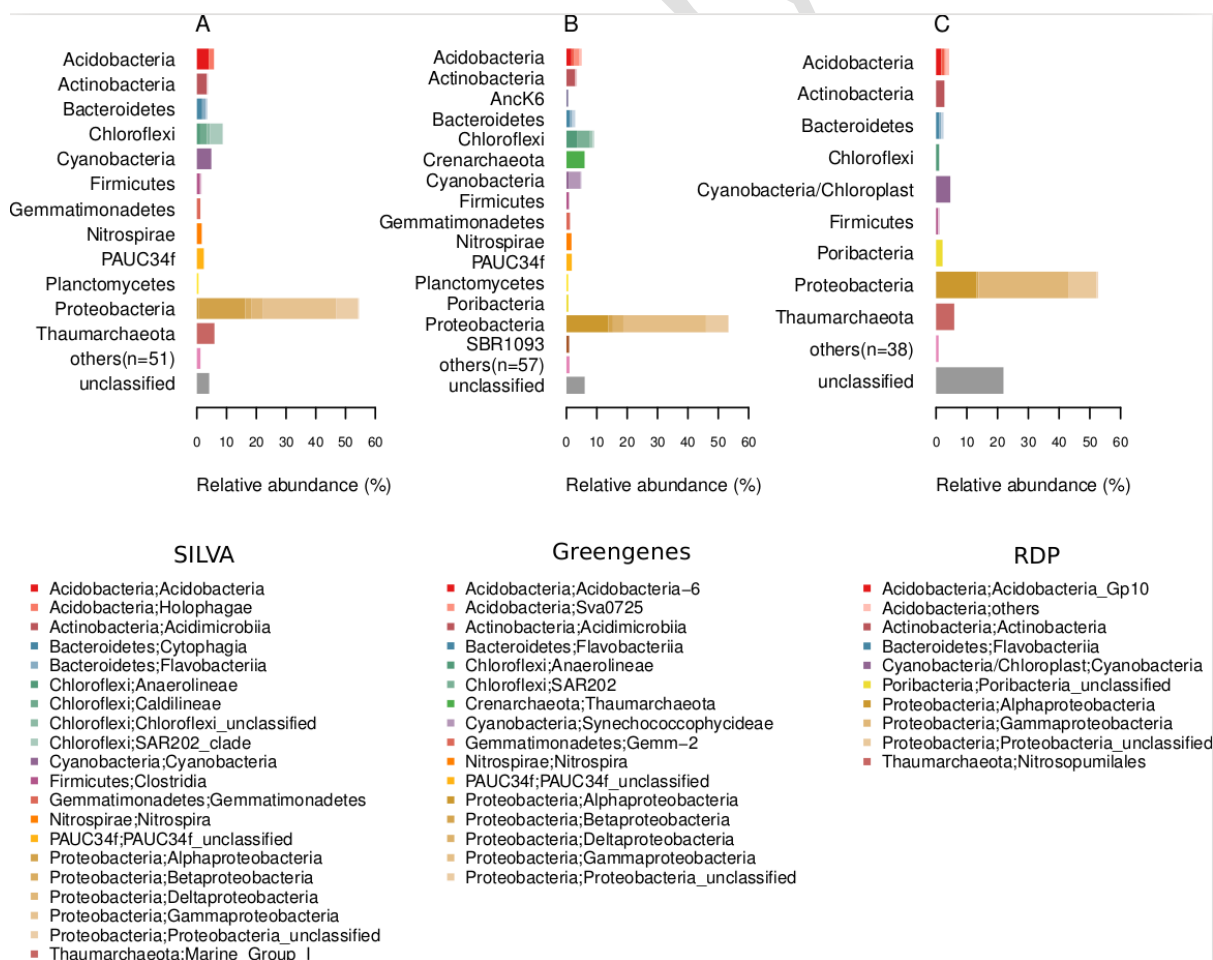 A
Acidobacteria
Actinobacteria
Bacteroidetes
Chloroflexi
Cyanobacteria
Firmicutes
Gemmatimonadetes
Nitrospirae
PAUC34f
Planctomycetes
Proteobacteria
Thaumarchaeota
others(n=51)
unclassified
0 10 20 30 40 50 60
Relative abundance (%)
B
Acidobacteria
Actinobacteria
AncK6
Bacteroidetes
Chloroflexi
Crenarchaeota
Cyanobacteria
Firmicutes
Gemmatimonadetes
Nitrospirae
PAUC34f
Planctomycetes
Poribacteria
Proteobacteria
SBR1093
others(n=57)
unclassified
0 10 20 30 40 50 60
Relative abundance (%)
C
Acidobacteria
Actinobacteria
Bacteroidetes
Chloroflexi
Cyanobacteria/Chloroplast
Firmicutes
Poribacteria
Proteobacteria
Thaumarchaeota
others(n=38)
unclassified
0 10 20 30 40 50 60
Relative abundance (%)
SILVA
Acidobacteria;Acidobacteria
Acidobacteria;Holophagae
Actinobacteria;Acidimicrobiia
Bacteroidetes;Cytophagia
Bacteroidetes;Flavobacteriia
Chloroflexi;Anaerolineae
Chloroflexi;Caldilineae
Chloroflexi;Chloroflexi_unclassified
Chloroflexi;SAR202_clade
Cyanobacteria;Cyanobacteria
Firmicutes;Clostridia
Gemmatimonadetes;Gemmatimonadetes
Nitrospirae;Nitrospira
PAUC34f;PAUC34f_unclassified
Proteobacteria;Alphaproteobacteria
Proteobacteria;Betaproteobacteria
Proteobacteria;Deltaproteobacteria
Proteobacteria;Gammaproteobacteria
Proteobacteria;Proteobacteria_unclassified
Thaumarchaeota;Marine_Group_I
Greengenes
Acidobacteria;Acidobacteria−6
Acidobacteria;Sva0725
Actinobacteria;Acidimicrobiia
Bacteroidetes;Flavobacteriia
Chloroflexi;Anaerolineae
Chloroflexi;SAR202
Crenarchaeota;Thaumarchaeota
Cyanobacteria;Synechococcophycideae
Gemmatimonadetes;Gemm−2
Nitrospirae;Nitrospira
PAUC34f;PAUC34f_unclassified
Proteobacteria;Alphaproteobacteria
Proteobacteria;Betaproteobacteria
Proteobacteria;Deltaproteobacteria
Proteobacteria;Gammaproteobacteria
Proteobacteria;Proteobacteria_unclassified
RDP
Acidobacteria;Acidobacteria_Gp10
Acidobacteria;others
Actinobacteria;Actinobacteria
Bacteroidetes;Flavobacteriia
Cyanobacteria/Chloroplast;Cyanobacteria
Poribacteria;Poribacteria_unclassified
Proteobacteria;Alphaproteobacteria
Proteobacteria;Gammaproteobacteria
Proteobacteria;Proteobacteria_unclassified
Thaumarchaeota;Nitrosopumilales